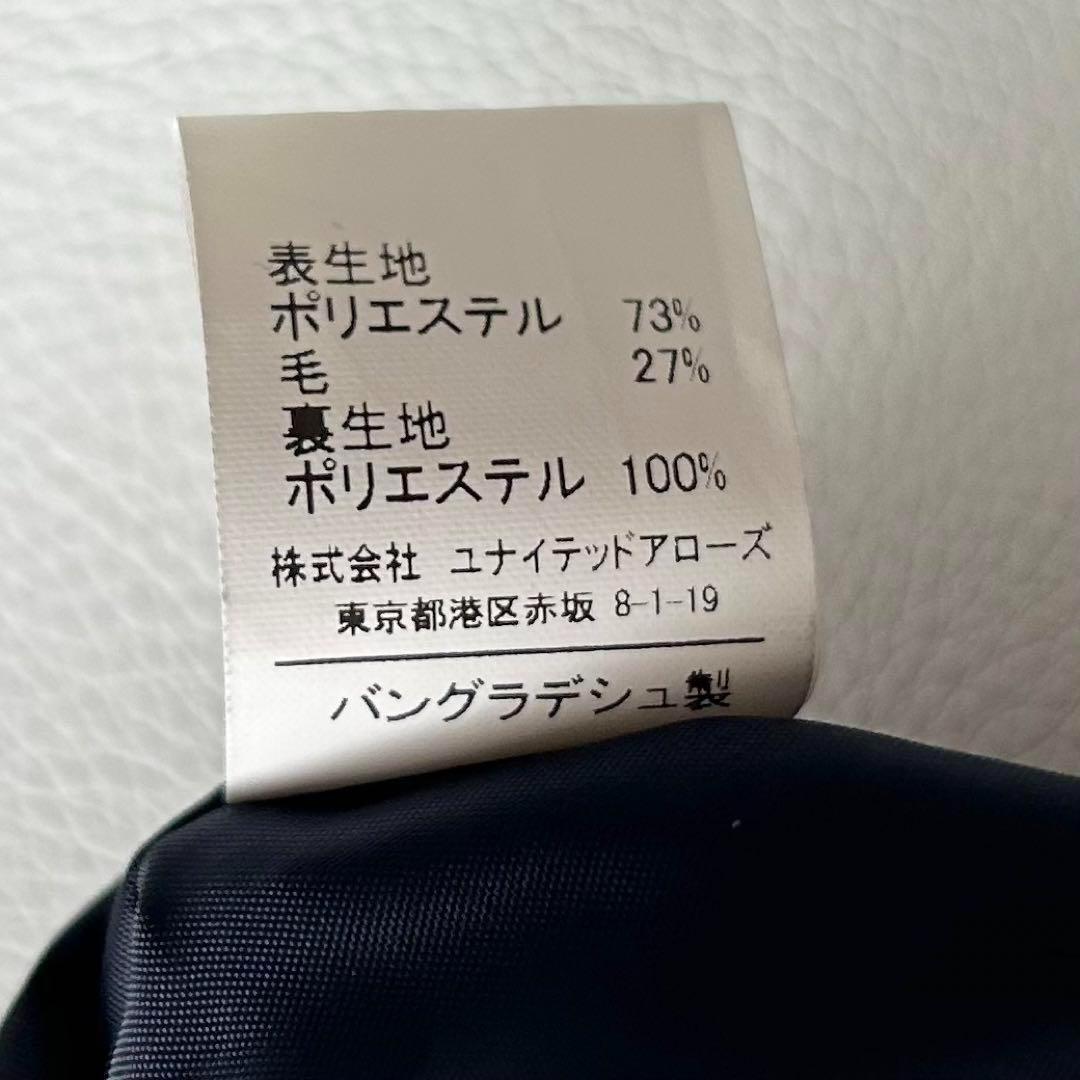 表生地
ポリエステル 73%
毛 27%
裏生地
ポリエステル 100%
株式会社 ユナイテッドアローズ
東京都港区赤坂 8-1-19
バングラデシュ製